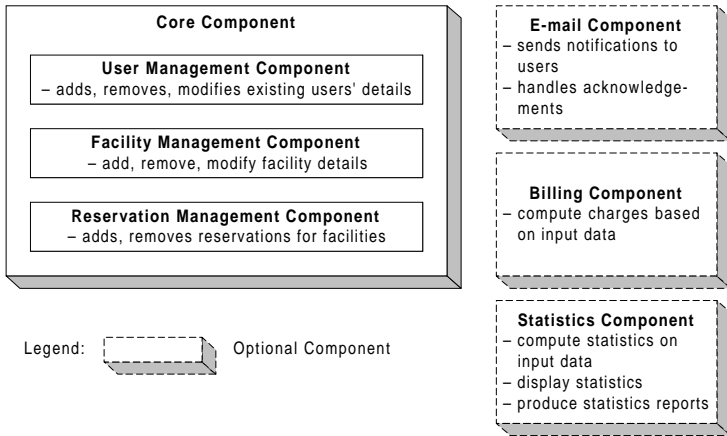 Core Component
User Management Component
– adds, removes, modifies existing users' details
Facility Management Component
– add, remove, modify facility details
Reservation Management Component
– adds, removes reservations for facilities
Legend:
Optional Component
E-mail Component
– sends notifications to
users
– handles acknowledge-
ments
Billing Component
– compute charges based
on input data
Statistics Component
– compute statistics on
input data
– display statistics
– produce statistics reports